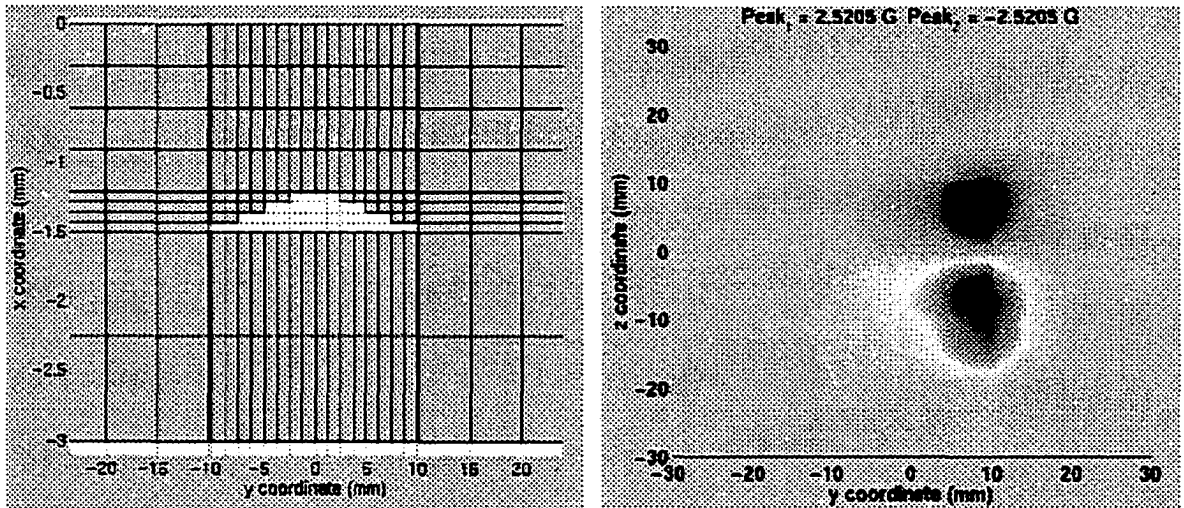 0
-0.5
-1
-1.5
-2
-2.5
-3
x coordinate (mm)
-20 -15 -10 -5 0 5 10 15 20
y coordinate (mm)
Peak1 = 2.5205 G Peak2 = -2.5205 G
30
20
10
0
-10
-20
-30
z coordinate (mm)
-30 -20 -10 0 10 20 30
y coordinate (mm)